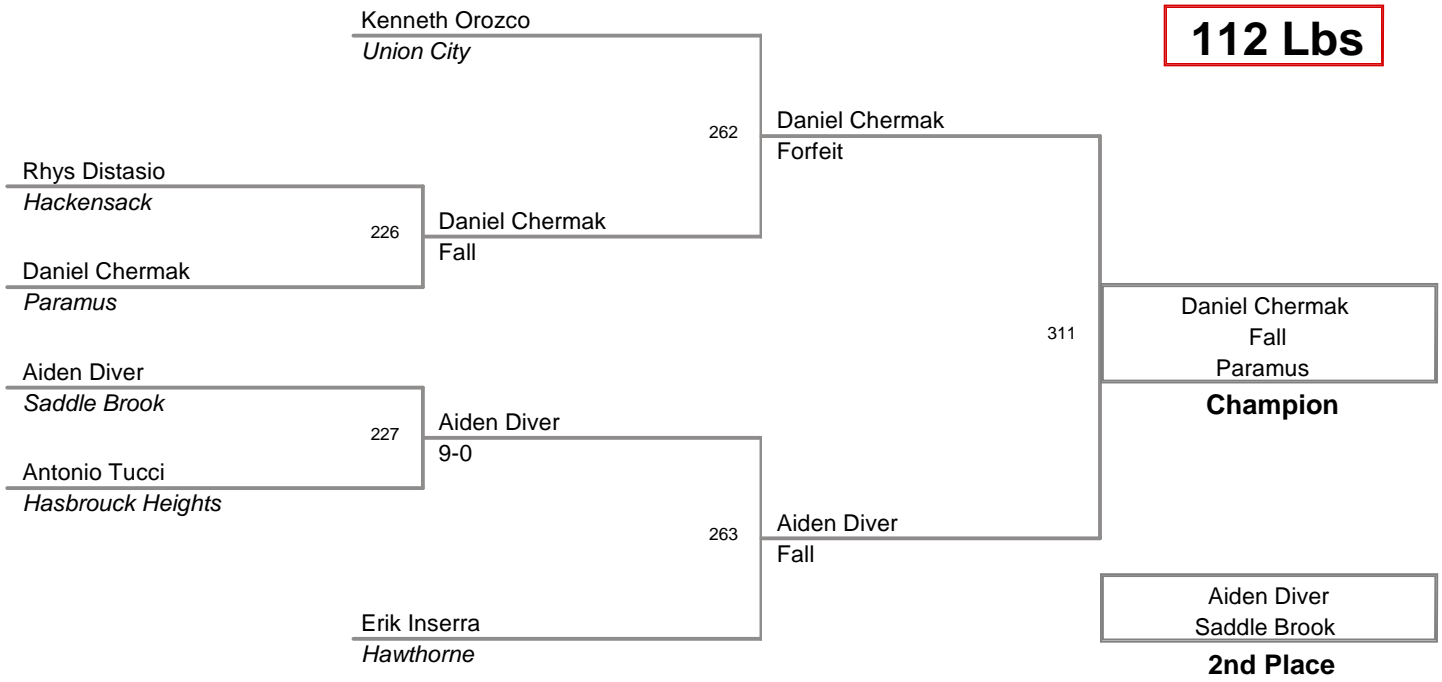 Kenneth Orozco
Union City
112 Lbs
262
Daniel Chermak
Forfeit
Rhys Distasio
Hackensack
226
Daniel Chermak
Fall
Daniel Chermak
Paramus
311
Daniel Chermak
Fall
Paramus
Champion
Aiden Diver
Saddle Brook
227
Aiden Diver
9-0
Antonio Tucci
Hasbrouck Heights
263
Aiden Diver
Fall
Erik Inserra
Hawthorne
Aiden Diver
Saddle Brook
2nd Place